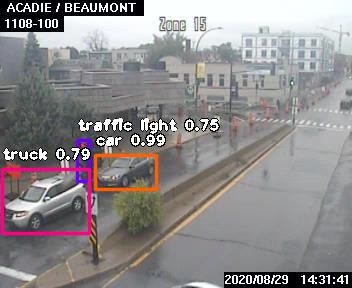 ACADIE / BEAUMONT
1108-100
Zone 15
traffic light 0.75
car 0.99
truck 0.79
2020/08/29 14:31:41